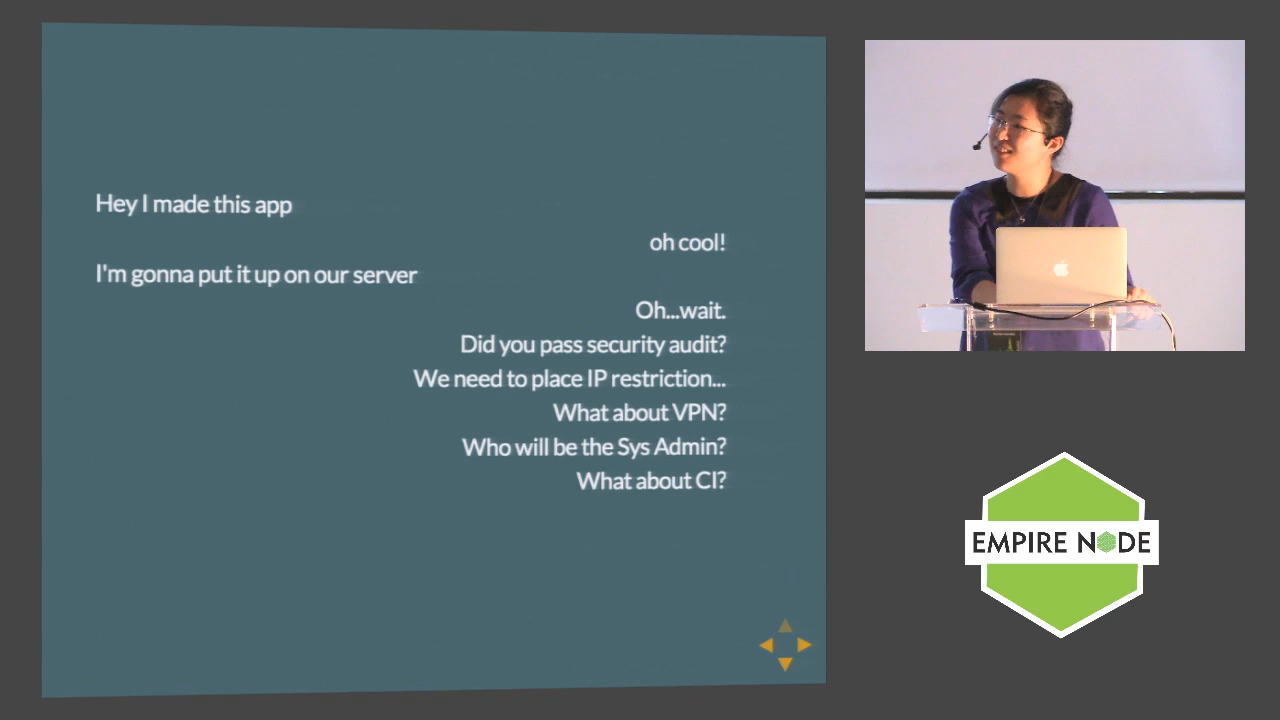 Hey I made this app
oh cool!
I'm gonna put it up on our server
Oh...wait.
Did you pass security audit?
We need to place IP restriction...
What about VPN?
Who will be the Sys Admin?
What about CI?
EMPIRE NODE